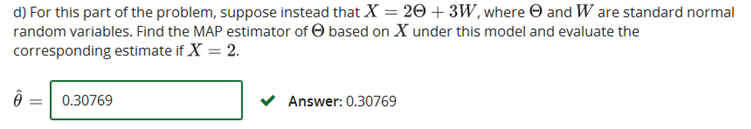 d) For this part of the problem, suppose instead that X = 2Θ + 3W, where Θ and W are standard normal
random variables. Find the MAP estimator of Θ based on X under this model and evaluate the
corresponding estimate if X = 2.
θ̂ = 0.30769 ✔ Answer: 0.30769